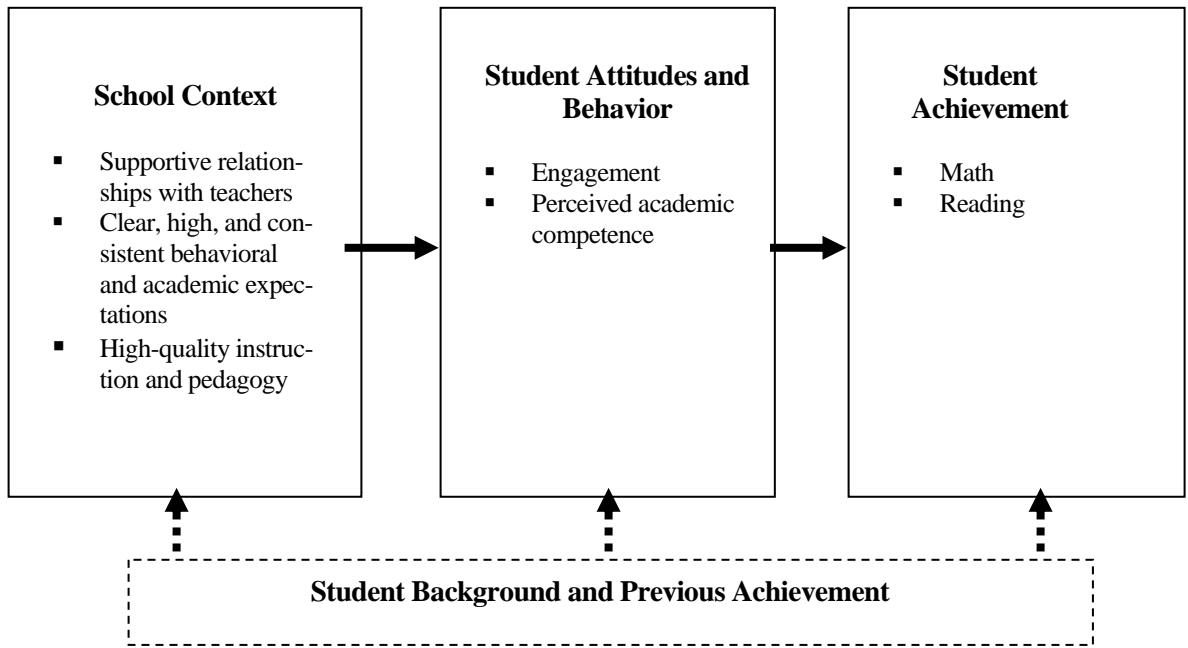 School Context
▪ Supportive relation-
ships with teachers
▪ Clear, high, and con-
sistent behavioral
and academic expec-
tations
▪ High-quality instruc-
tion and pedagogy
Student Attitudes and
Behavior
▪ Engagement
▪ Perceived academic
competence
Student
Achievement
▪ Math
▪ Reading
Student Background and Previous Achievement